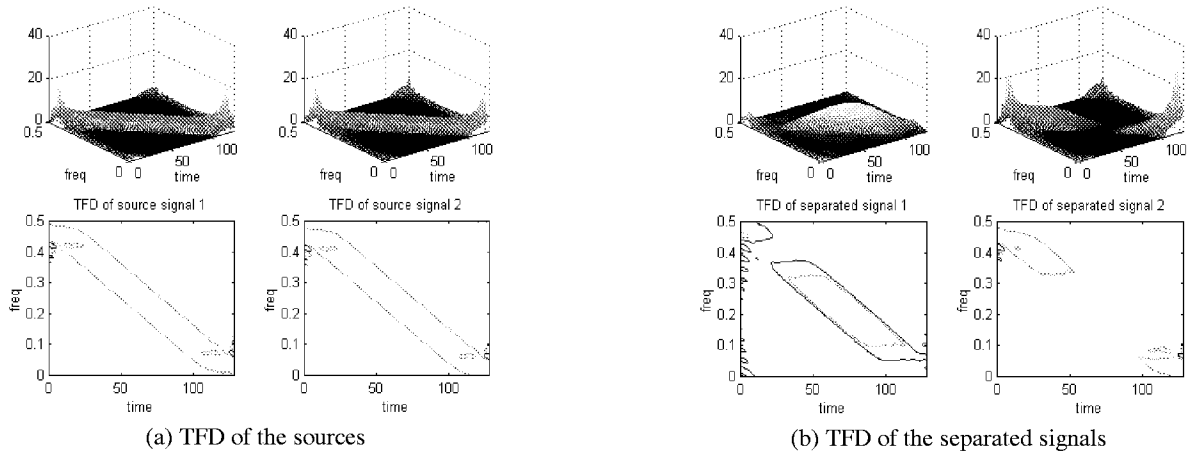 40
20
0
0.5
freq
0 0
50
100
time
40
20
0
0.5
freq
0 0
50
100
time
TFD of source signal 1
0.5
0.4
0.3
0.2
0.1
0
freq
0
50
100
time
TFD of source signal 2
0.5
0.4
0.3
0.2
0.1
0
freq
0
50
100
time
(a) TFD of the sources
40
20
0
0.5
freq
0 0
50
100
time
40
20
0
0.5
freq
0 0
50
100
time
TFD of separated signal 1
0.5
0.4
0.3
0.2
0.1
0
freq
0
50
100
time
TFD of separated signal 2
0.5
0.4
0.3
0.2
0.1
0
freq
0
50
100
time
(b) TFD of the separated signals